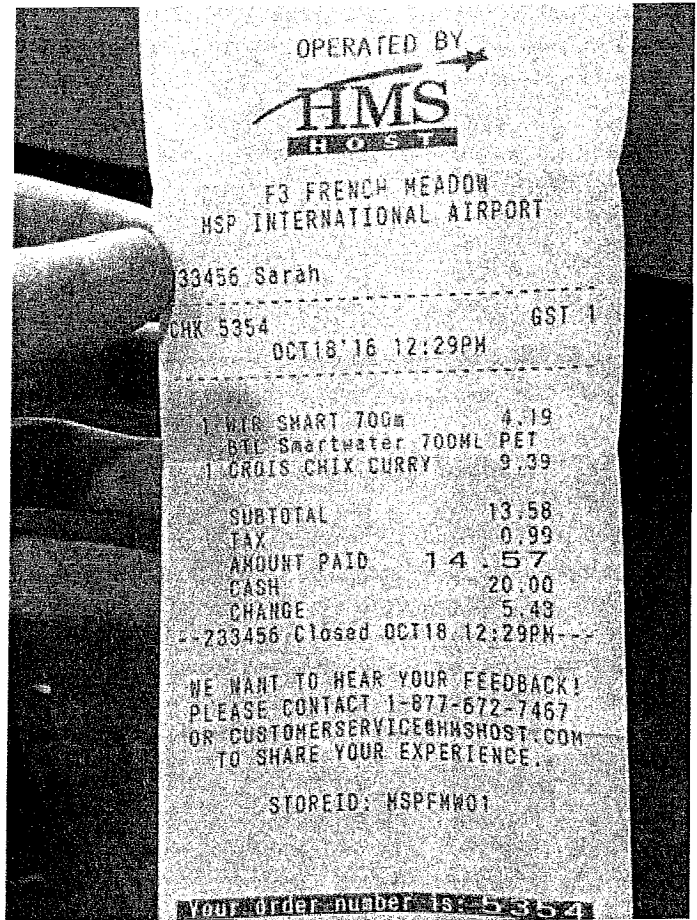 OPERATED BY
HMS
HOST
F3 FRENCH MEADOW
MSP INTERNATIONAL AIRPORT
233456 Sarah
CHK 5354 GST 1
OCT18'16 12:29PM
1 WTR SMART 700m 4.19
BTL Smartwater 700ML PET
1 CROIS CHIX CURRY 9.39
SUBTOTAL 13.58
TAX 0.99
AMOUNT PAID 14.57
CASH 20.00
CHANGE 5.43
--233456 Closed OCT18 12:29PM---
WE WANT TO HEAR YOUR FEEDBACK!
PLEASE CONTACT 1-877-672-7467
OR CUSTOMERSERVICE@HMSHOST.COM
TO SHARE YOUR EXPERIENCE.
STOREID: MSPFMW01
Your order number is: 5354